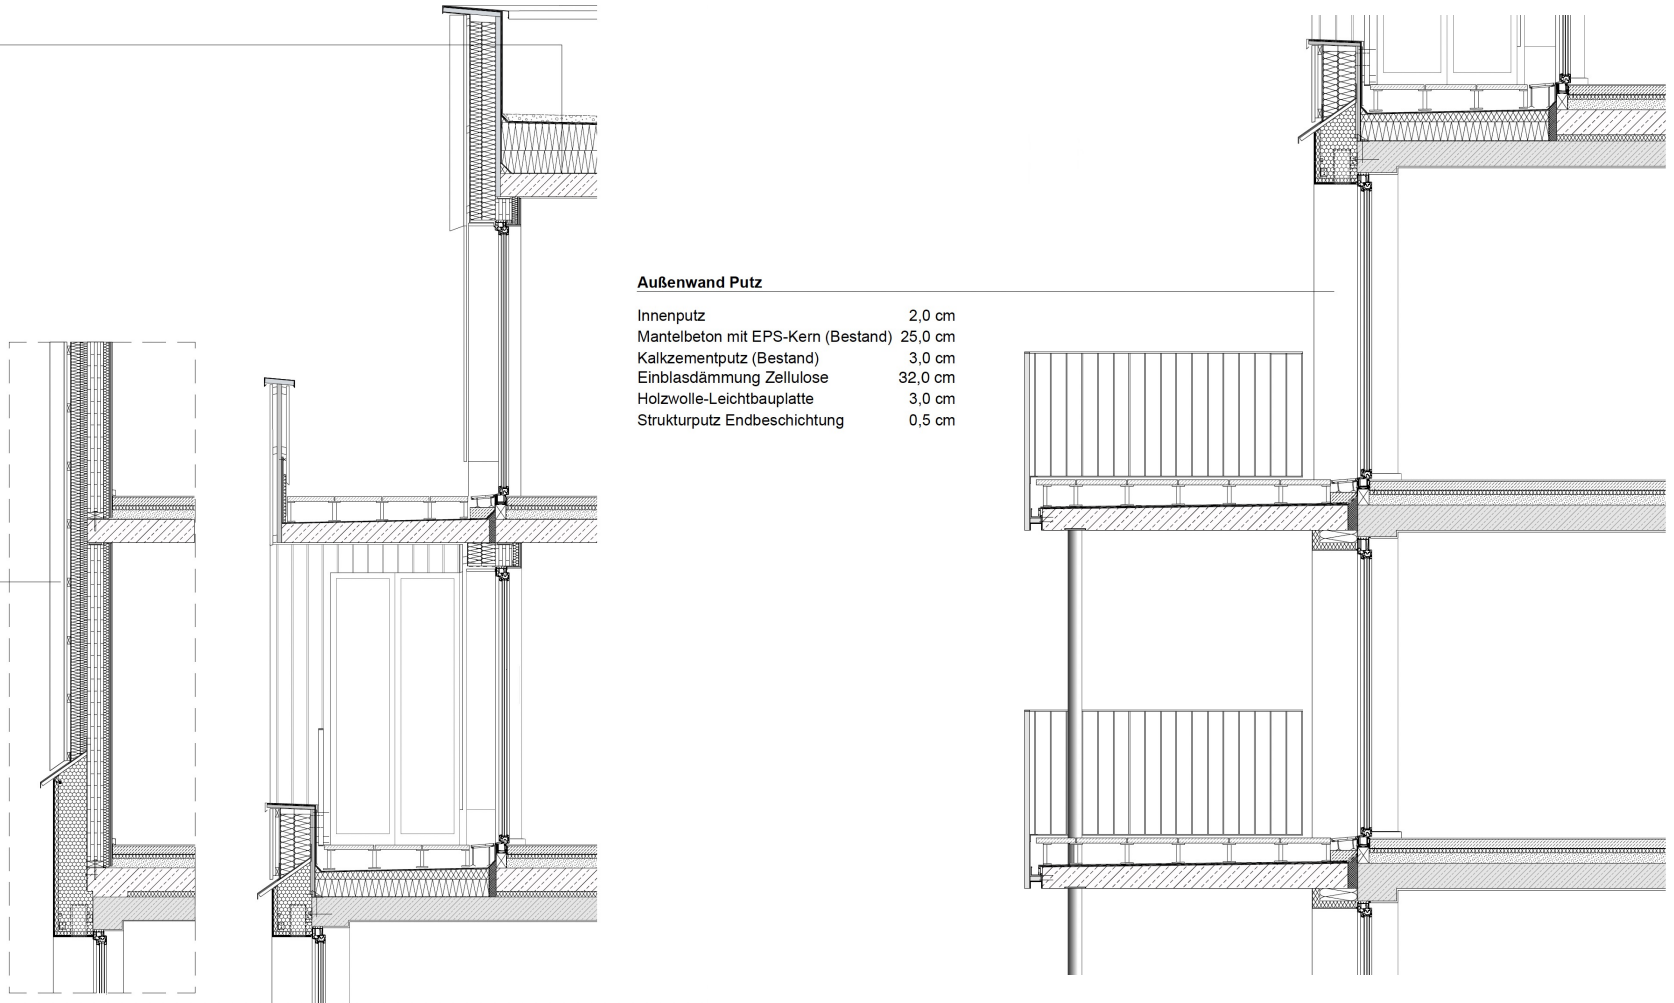 Außenwand Putz
Innenputz 2,0 cm
Mantelbeton mit EPS-Kern (Bestand) 25,0 cm
Kalkzementputz (Bestand) 3,0 cm
Einblasdämmung Zellulose 32,0 cm
Holzwolle-Leichtbauplatte 3,0 cm
Strukturputz Endbeschichtung 0,5 cm